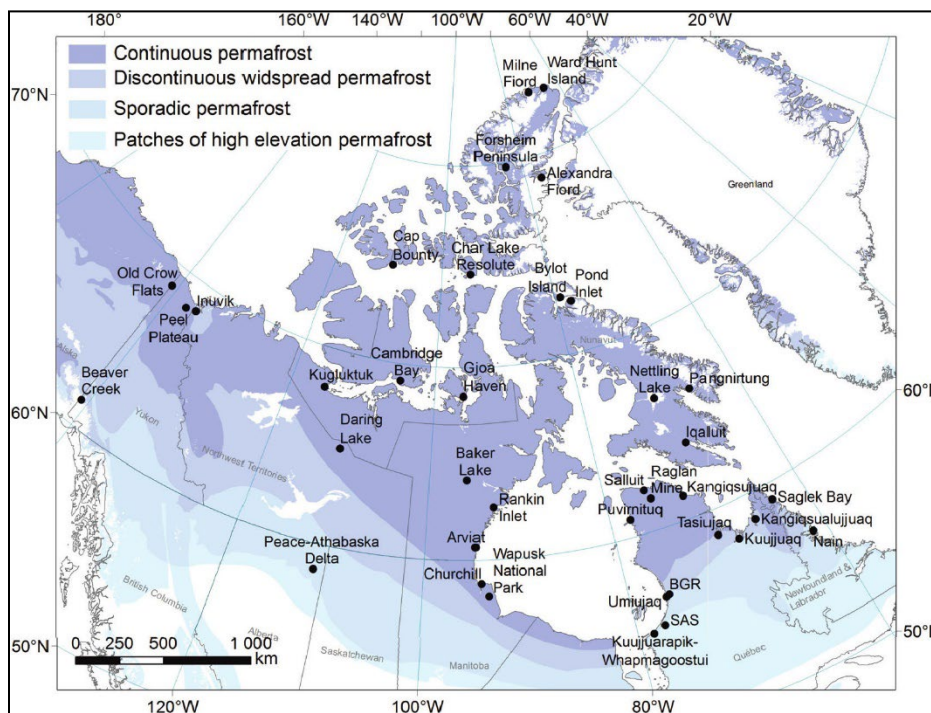 180°
160°W
140°W
120°W
100°W
80°W
60°W
40°W
20°W
Continuous permafrost
Discontinuous widespread permafrost
Sporadic permafrost
Patches of high elevation permafrost
70°N
60°N
50°N
60°N
50°N
Milne
Fiord
Ward Hunt
Island
Forsheim
Peninsula
Alexandra
Fiord
Greenland
Cap
Bounty
Char Lake
Resolute
Bylot
Island
Pond
Inlet
Nunavut
Old Crow
Flats
Inuvik
Peel
Plateau
Beaver
Creek
Yukon
Northwest Territories
Kugluktuk
Cambridge
Bay
Gjoa
Haven
Nettling
Lake
Pangnirtung
Daring
Lake
Iqalluit
Baker
Lake
Rankin
Inlet
Salluit
Raglan
Mine
Kangiqsujuaq
Puvirnituq
Saglek Bay
Tasiujaq
Kangiqsualujjuaq
Kuujjuaq
Nain
Arviat
Peace-Athabaska
Delta
Churchill
Wapusk
National
Park
BGR
Umiujaq
SAS
Kuujjuarapik-
Whapmagoostui
Newfoundland &
Labrador
Québec
British Columbia
Alberta
Saskatchewan
Manitoba
0 250 500 1 000
km
120°W
100°W
80°W